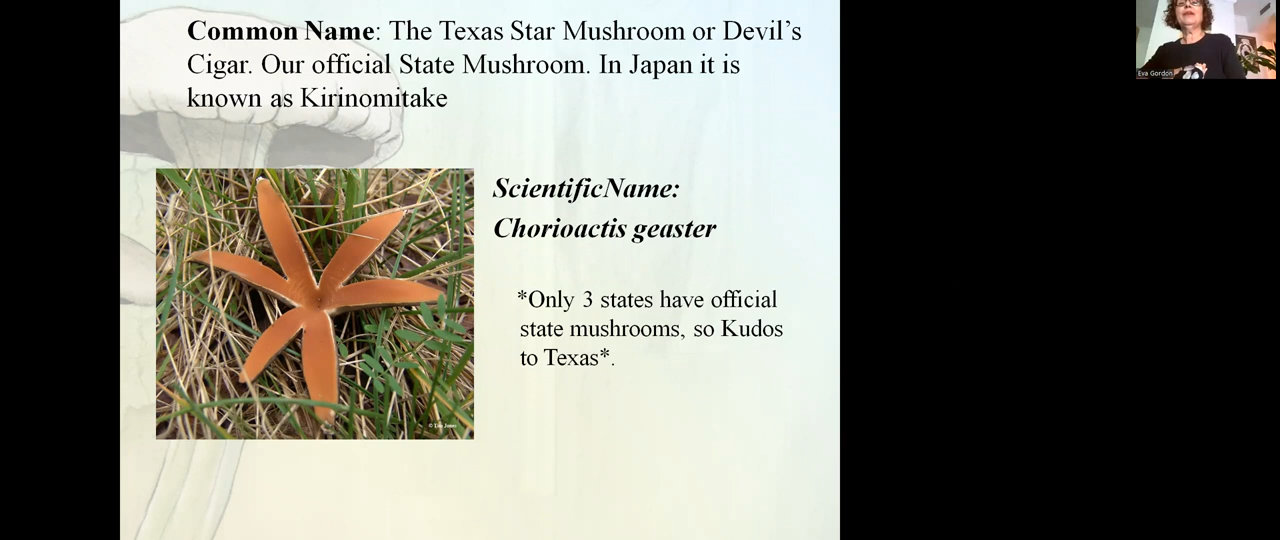 Common Name: The Texas Star Mushroom or Devil's
Cigar. Our official State Mushroom. In Japan it is
known as Kirinomitake
ScientificName:
Chorioactis geaster
*Only 3 states have official
state mushrooms, so Kudos
to Texas*.
Eva Gordon